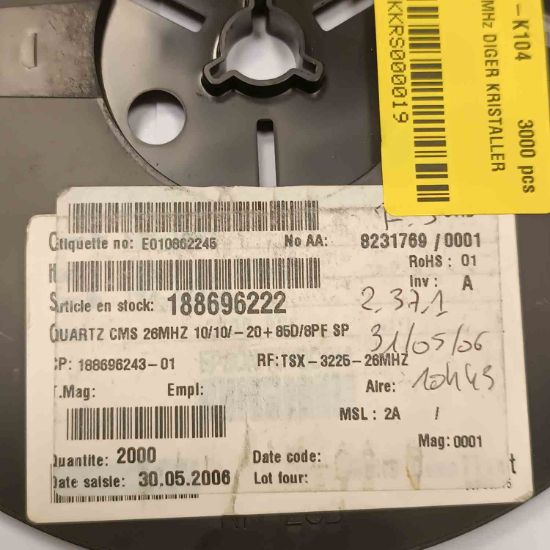 -K104 3000 pcs
MHz DIGER KRISTALLER
KKRS000019
Etiquette no: E010862245 No AA: 8231769 / 0001
RoHS : 01
Inv : A
Article en stock: 188696222
2.371
QUARTZ CMS 26MHZ 10/10/-20+85D/8PF SP
31/05/06
CP: 188696243-01 RF:TSX-3225-26MHZ
T.Mag: Empl: Aire: 10h43
MSL : 2A /
Mag: 0001
Quantite: 2000 Date code:
Date saisie: 30.05.2006 Lot four: